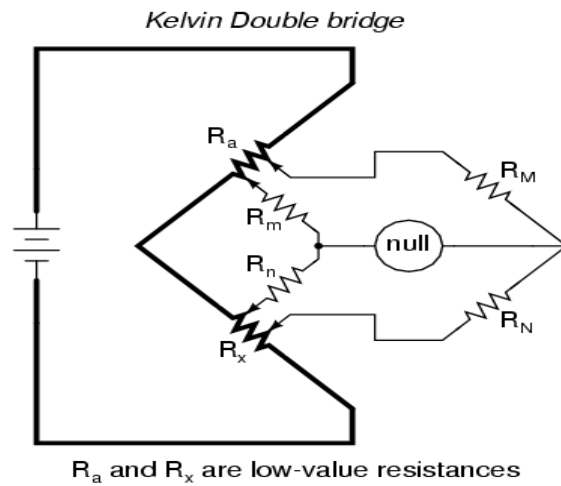 Kelvin Double bridge
Ra
RM
Rm
null
Rn
RN
Rx
Ra and Rx are low-value resistances